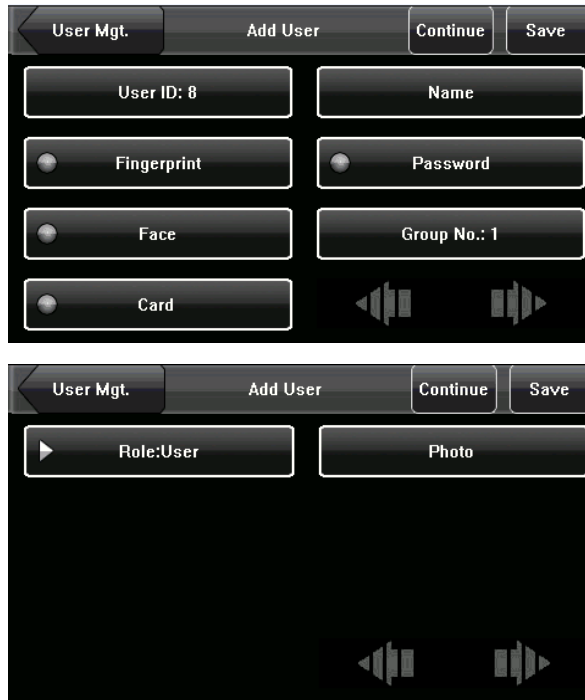 User Mgt. Add User Continue Save
User ID: 8 Name
Fingerprint Password
Face Group No.: 1
Card
User Mgt. Add User Continue Save
Role:User Photo